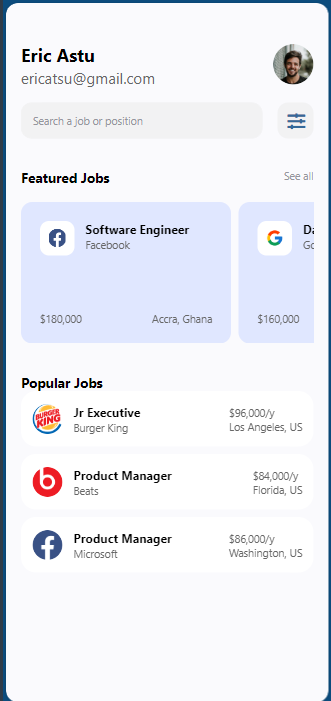 Eric Astu
ericatsu@gmail.com
Search a job or position
Featured Jobs
See all
Software Engineer
Facebook
$180,000
Accra, Ghana
Da
Go
$160,000
Popular Jobs
BURGER KING
Jr Executive
Burger King
$96,000/y
Los Angeles, US
Product Manager
Beats
$84,000/y
Florida, US
Product Manager
Microsoft
$86,000/y
Washington, US